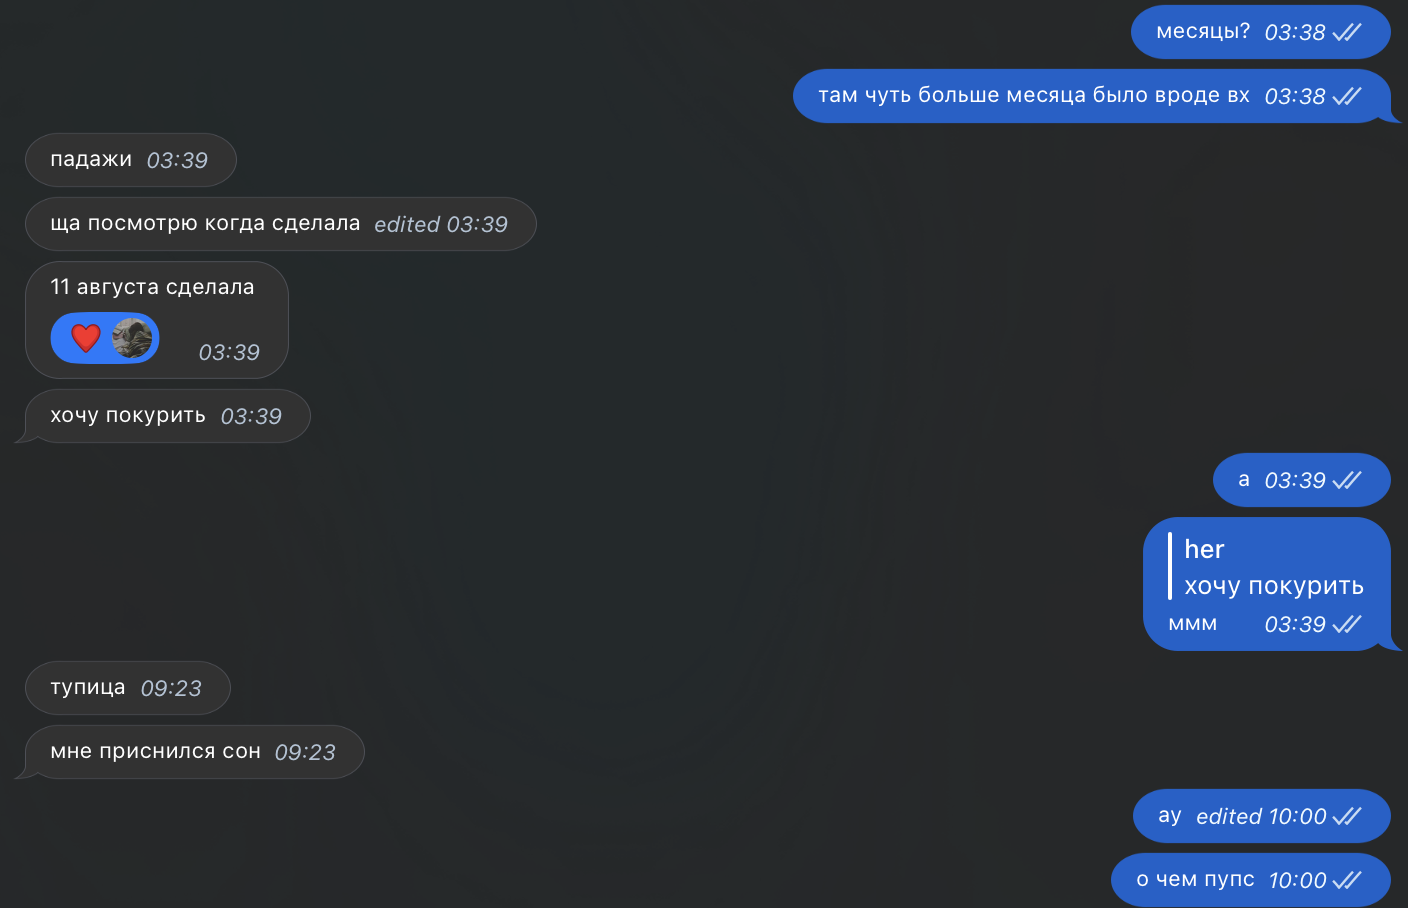 месяцы? 03:38
там чуть больше месяца было вроде вх 03:38
падажи 03:39
ща посмотрю когда сделала edited 03:39
11 августа сделала
03:39
хочу покурить 03:39
а 03:39
her
хочу покурить
ммм 03:39
тупица 09:23
мне приснился сон 09:23
ау edited 10:00
о чем пупс 10:00